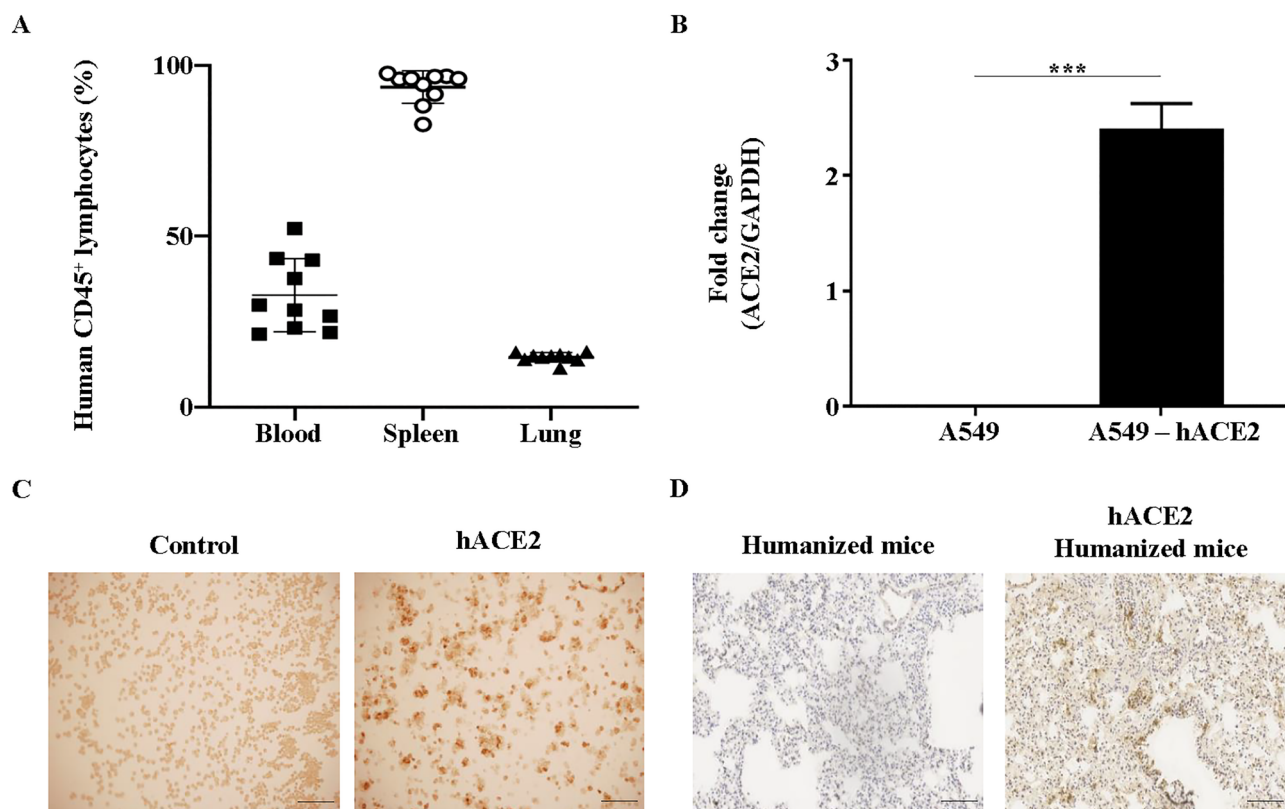 A
Human CD45⁺ lymphocytes (%)
100
50
0
Blood
Spleen
Lung
B
Fold change
(ACE2/GAPDH)
3
2
1
0
***
A549
A549 – hACE2
C
Control
hACE2
D
Humanized mice
hACE2
Humanized mice